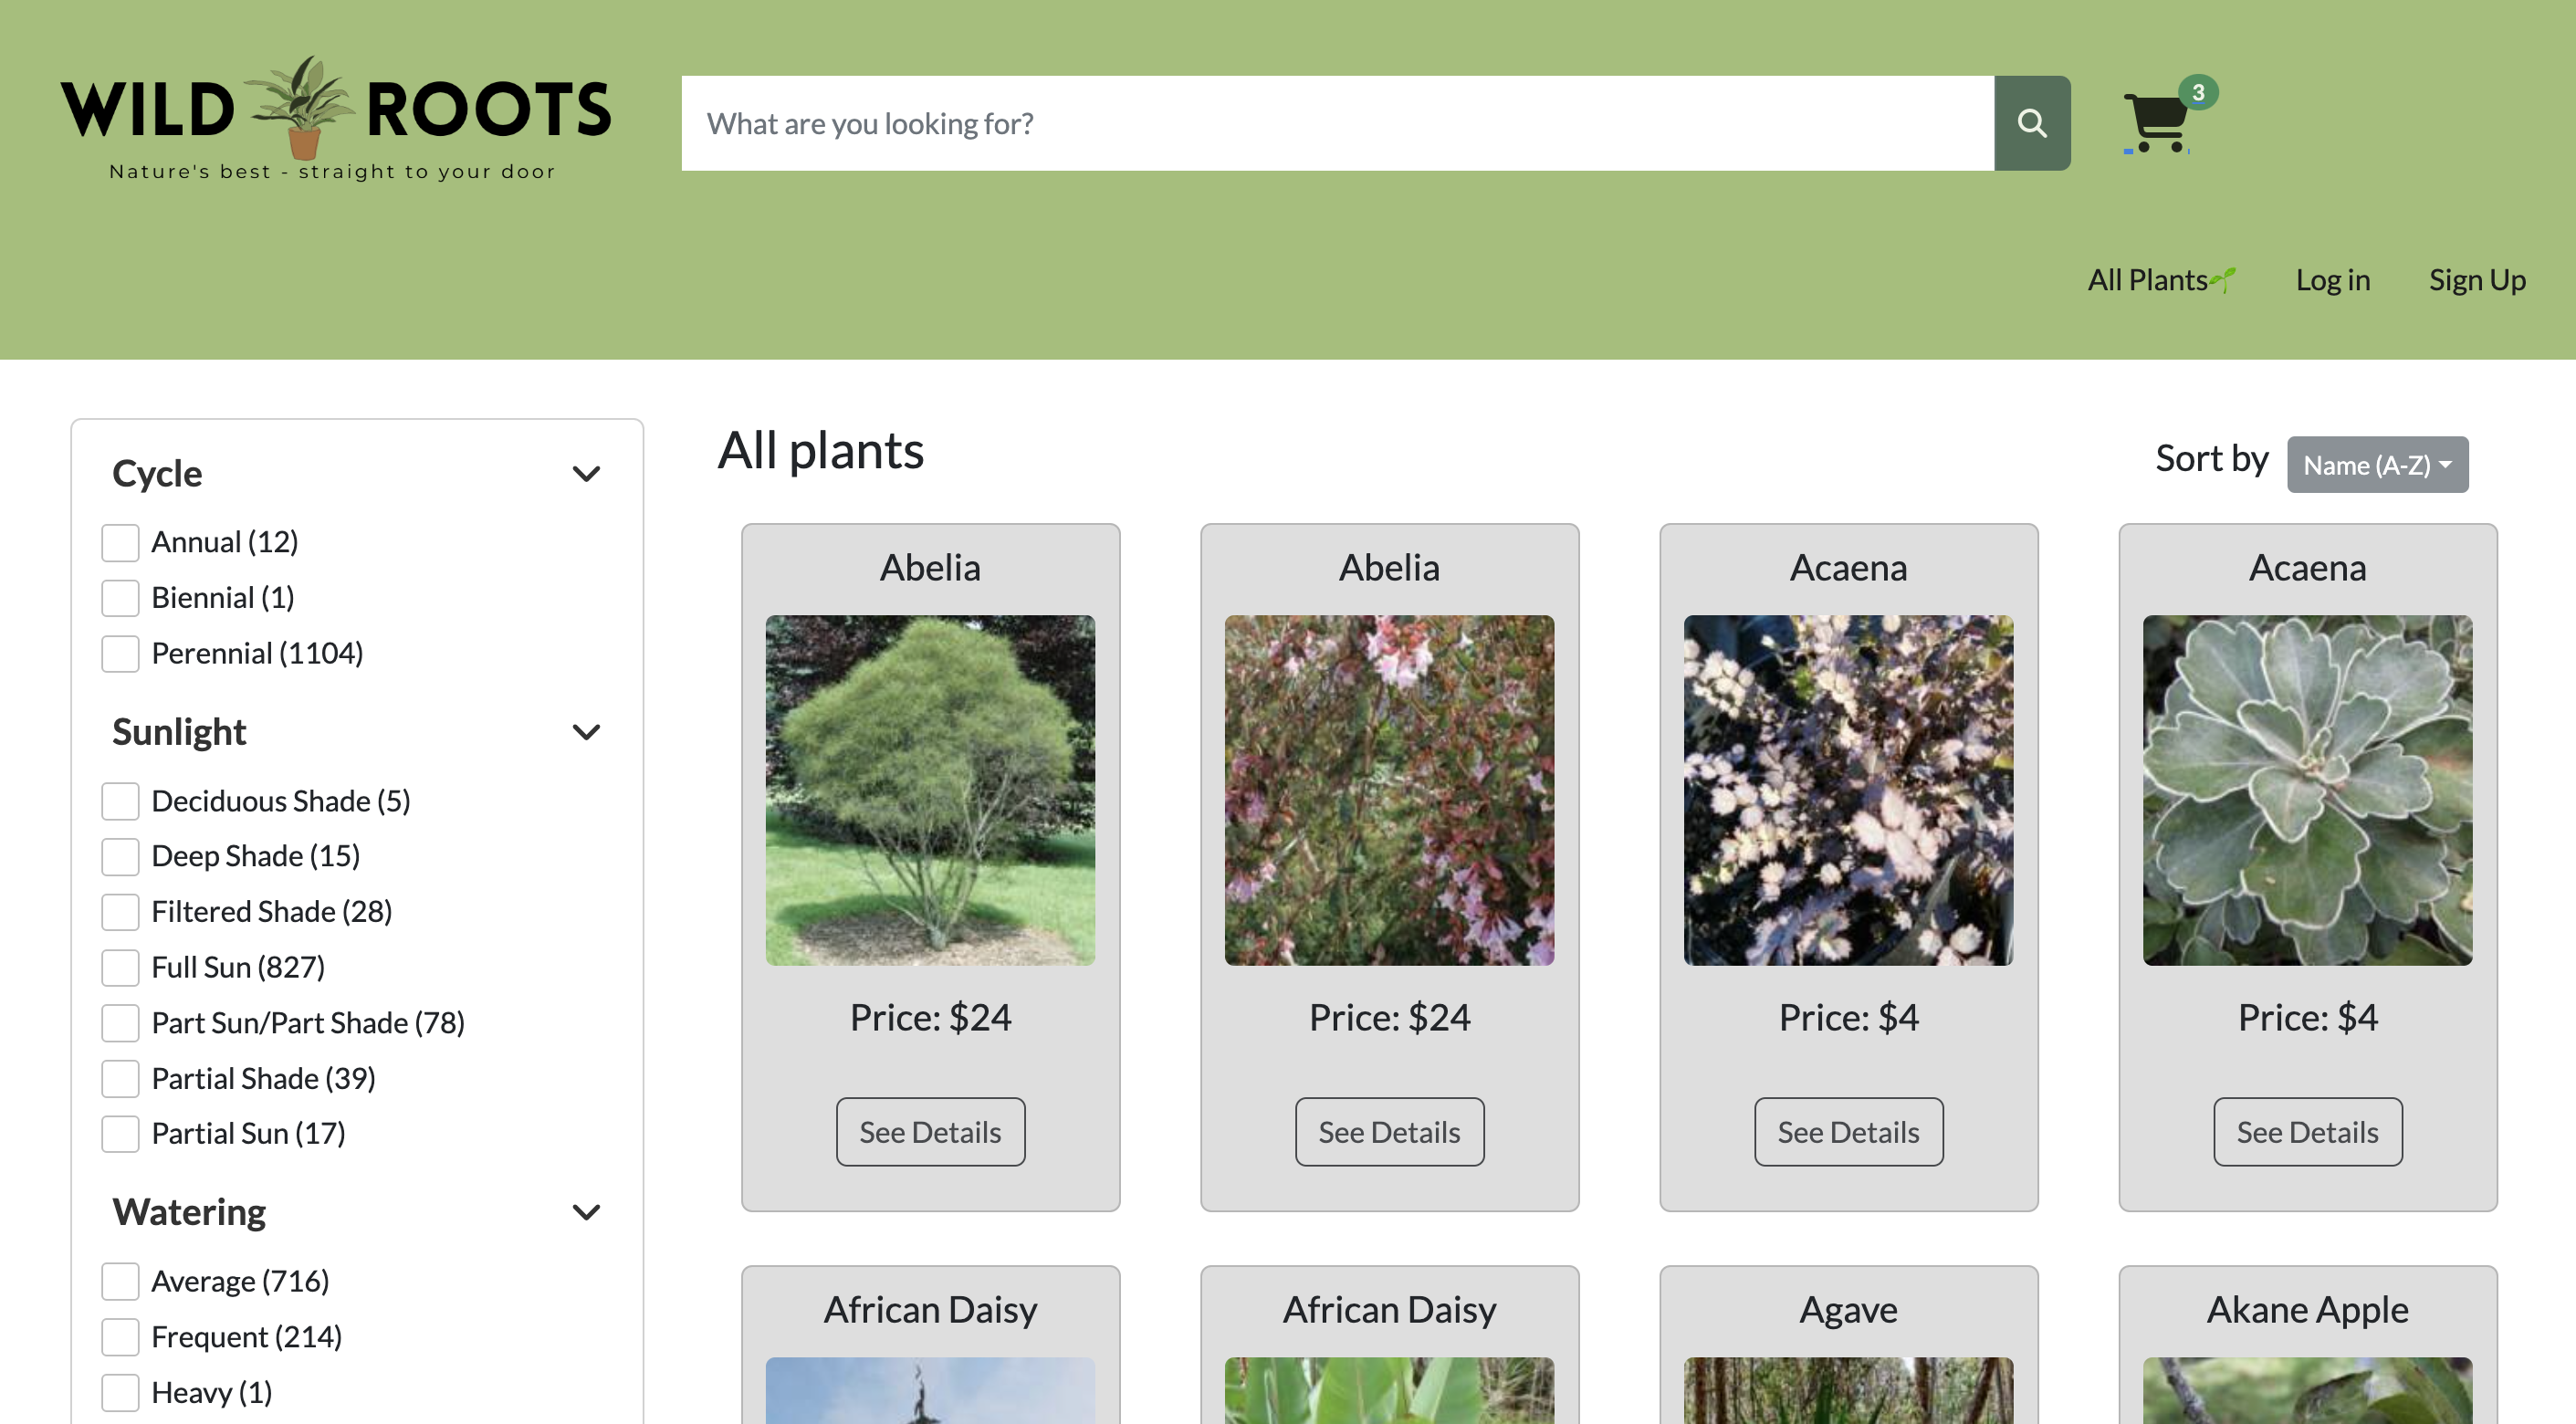 WILD ROOTS
Nature's best - straight to your door
What are you looking for?
3
All Plants🌱
Log in
Sign Up
Cycle
Annual (12)
Biennial (1)
Perennial (1104)
Sunlight
Deciduous Shade (5)
Deep Shade (15)
Filtered Shade (28)
Full Sun (827)
Part Sun/Part Shade (78)
Partial Shade (39)
Partial Sun (17)
Watering
Average (716)
Frequent (214)
Heavy (1)
All plants
Sort by
Name (A-Z)
Abelia
Price: $24
See Details
Abelia
Price: $24
See Details
Acaena
Price: $4
See Details
Acaena
Price: $4
See Details
African Daisy
African Daisy
Agave
Akane Apple